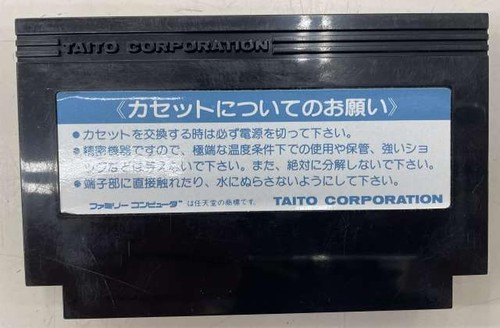 TAITO CORPORATION
《カセットについてのお願い》
●カセットを交換する時は必ず電源を切って下さい。
●精密機器ですので、極端な温度条件下での使用や保管、強いショ
ックなどは与えないで下さい。また、絶対に分解しないで下さい。
●端子部に直接触れたり、水にぬらさないようにして下さい。
ファミリーコンピュータ は任天堂の商標です。 TAITO CORPORATION